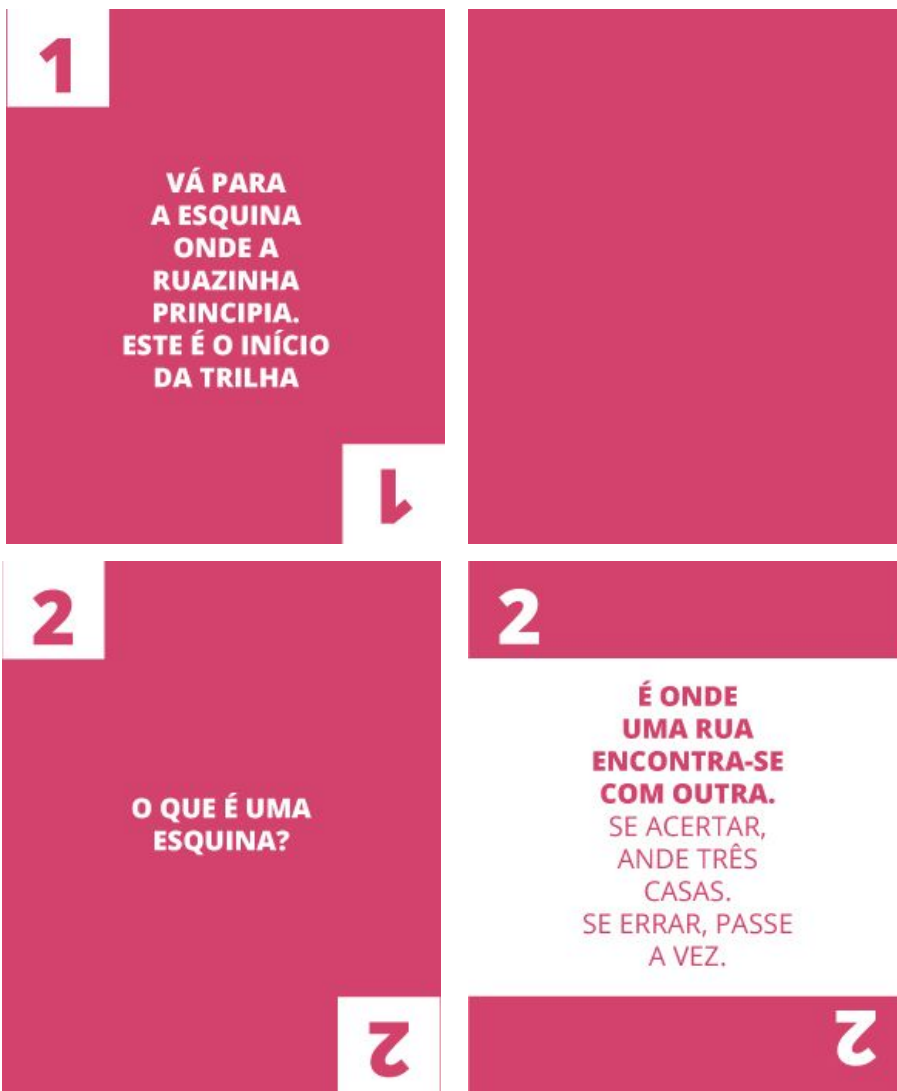 1
VÁ PARA
A ESQUINA
ONDE A
RUAZINHA
PRINCIPIA.
ESTE É O INÍCIO
DA TRILHA
1
2
O QUE É UMA
ESQUINA?
2
2
É ONDE
UMA RUA
ENCONTRA-SE
COM OUTRA.
SE ACERTAR,
ANDE TRÊS
CASAS.
SE ERRAR, PASSE
A VEZ.
2